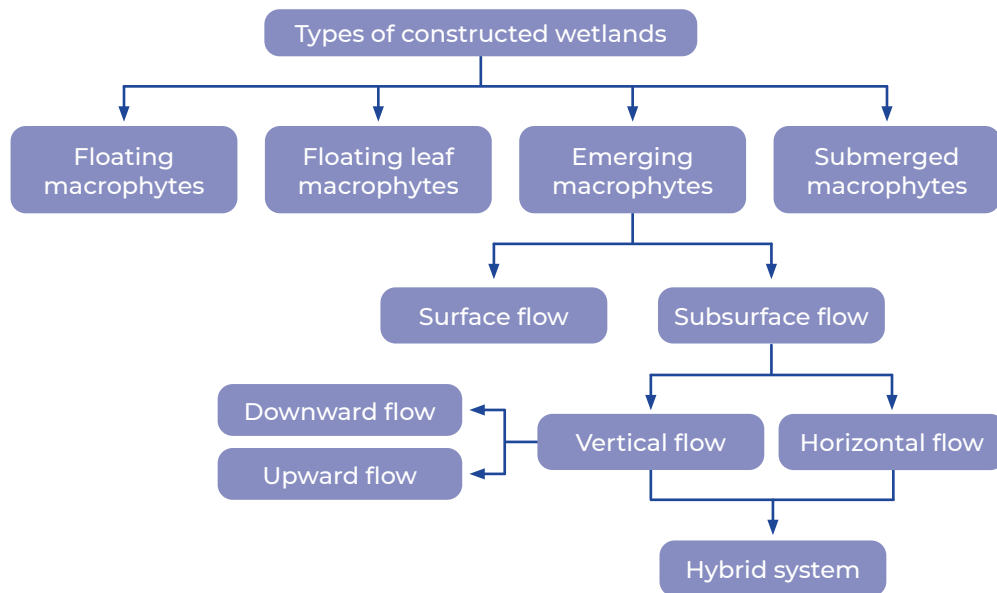 Types of constructed wetlands
Floating
macrophytes
Floating leaf
macrophytes
Emerging
macrophytes
Submerged
macrophytes
Surface flow
Subsurface flow
Downward flow
Upward flow
Vertical flow
Horizontal flow
Hybrid system